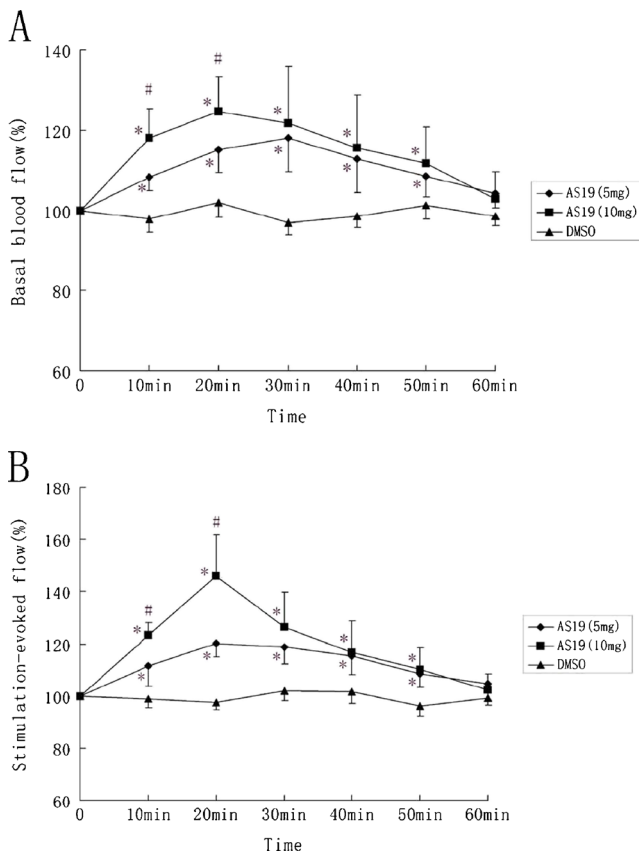 A
Basal blood flow(%)
140
120
100
80
60
#
#
*
*
*
*
*
*
*
*
*
*
0 10min 20min 30min 40min 50min 60min
Time
AS19(5mg)
AS19(10mg)
DMSO
B
Stimulation-evoked flow(%)
180
160
140
120
100
80
60
#
#
*
*
*
*
*
*
*
*
*
*
0 10min 20min 30min 40min 50min 60min
Time
AS19(5mg)
AS19(10mg)
DMSO